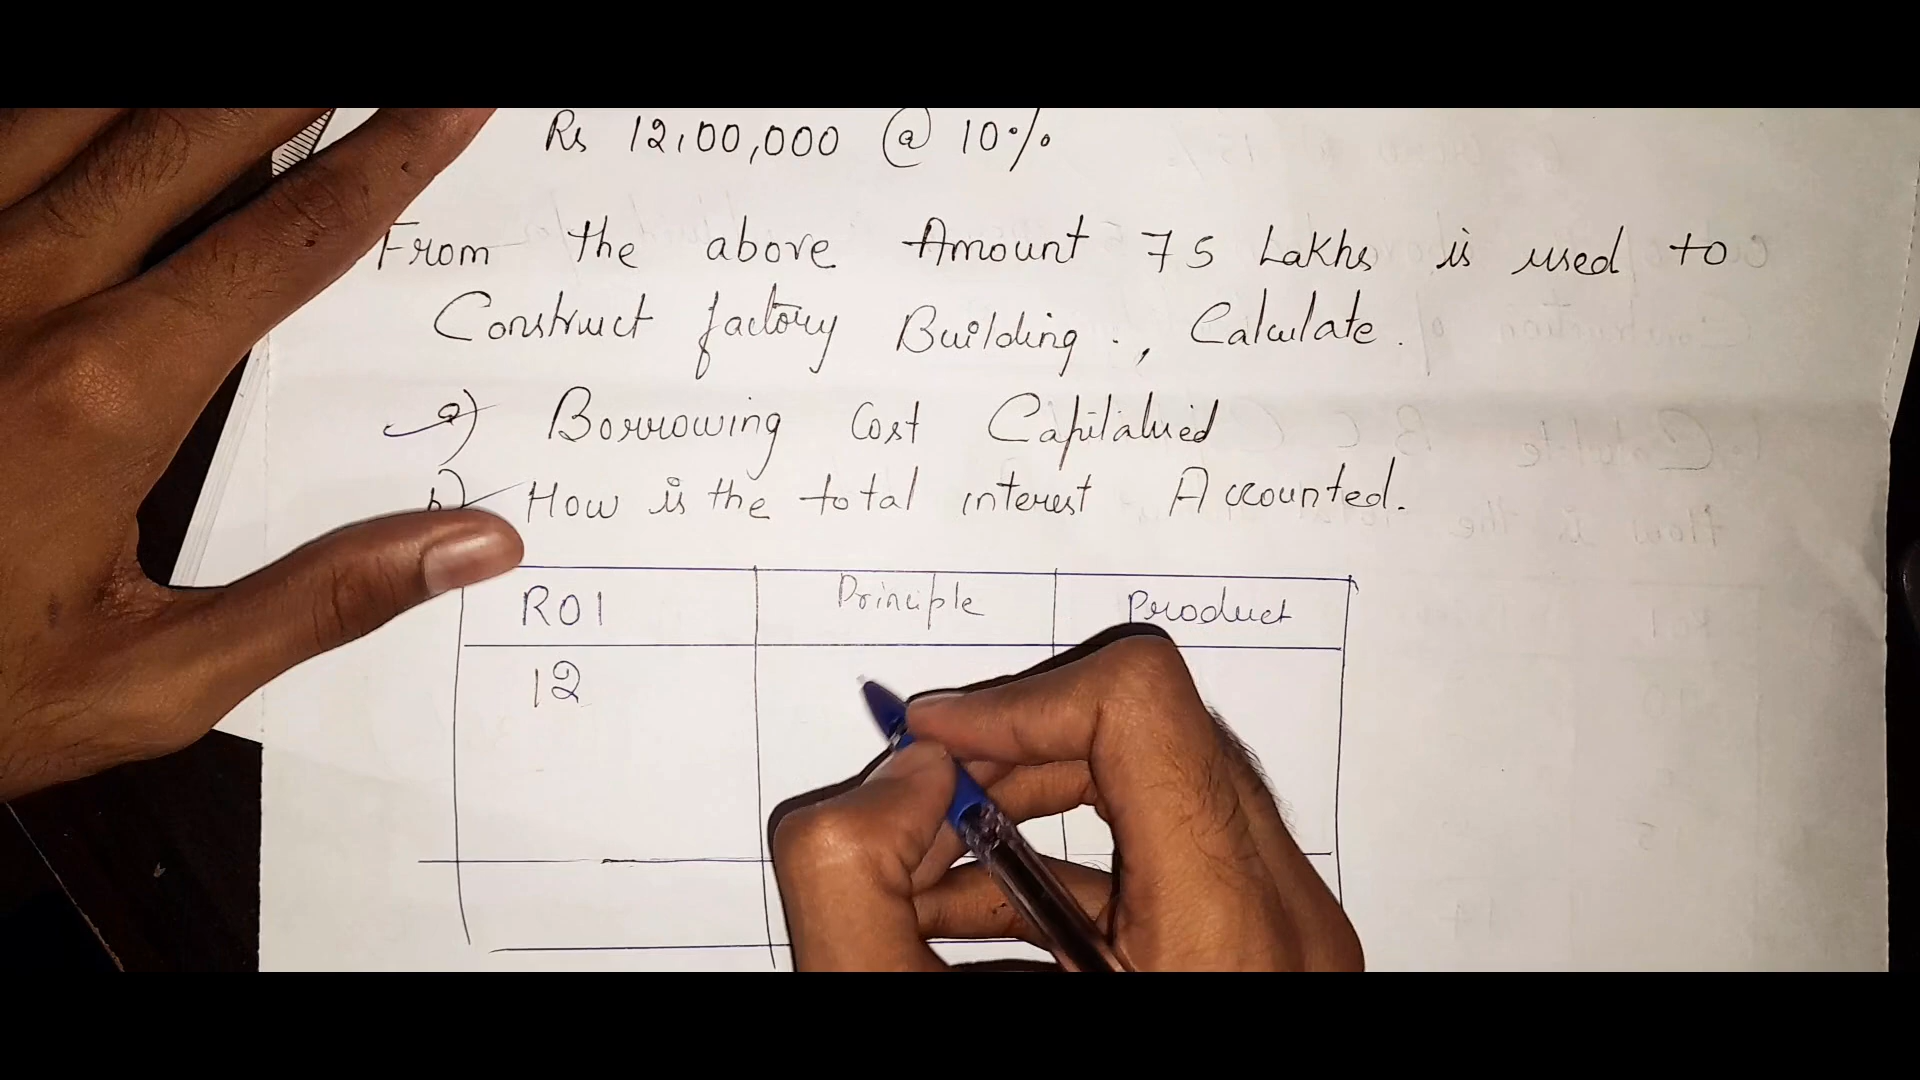 Rs 12,00,000 @ 10%
From the above Amount 75 Lakhs is used to
Construct factory Building., Calculate.
a) Borrowing Cost Capitalised
b) How is the total interest Accounted.
ROI Principle Product
12